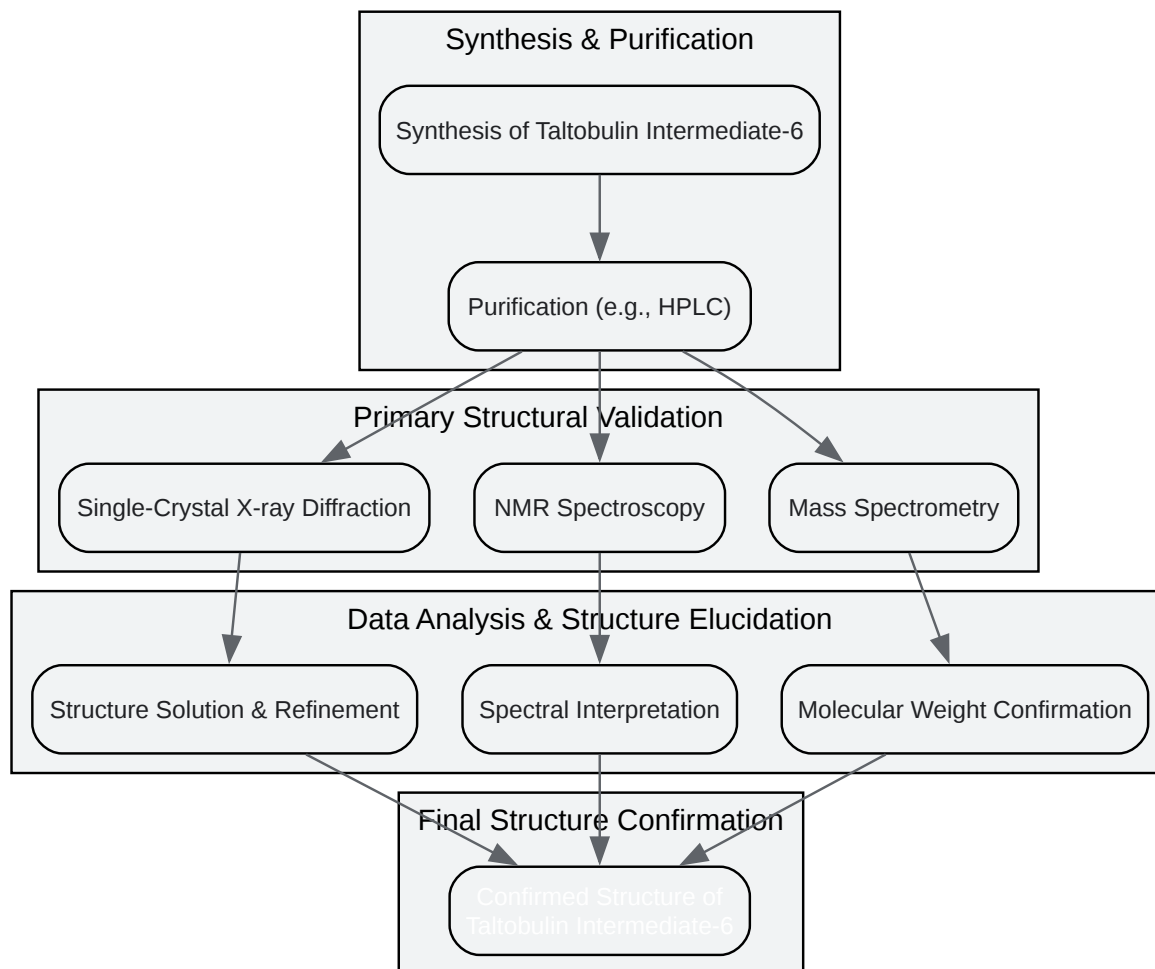 Synthesis & Purification
Synthesis of Taltobulin Intermediate-6
Purification (e.g., HPLC)
Primary Structural Validation
Single-Crystal X-ray Diffraction
NMR Spectroscopy
Mass Spectrometry
Data Analysis & Structure Elucidation
Structure Solution & Refinement
Spectral Interpretation
Molecular Weight Confirmation
Final Structure Confirmation
Confirmed Structure of
Taltobulin Intermediate-6